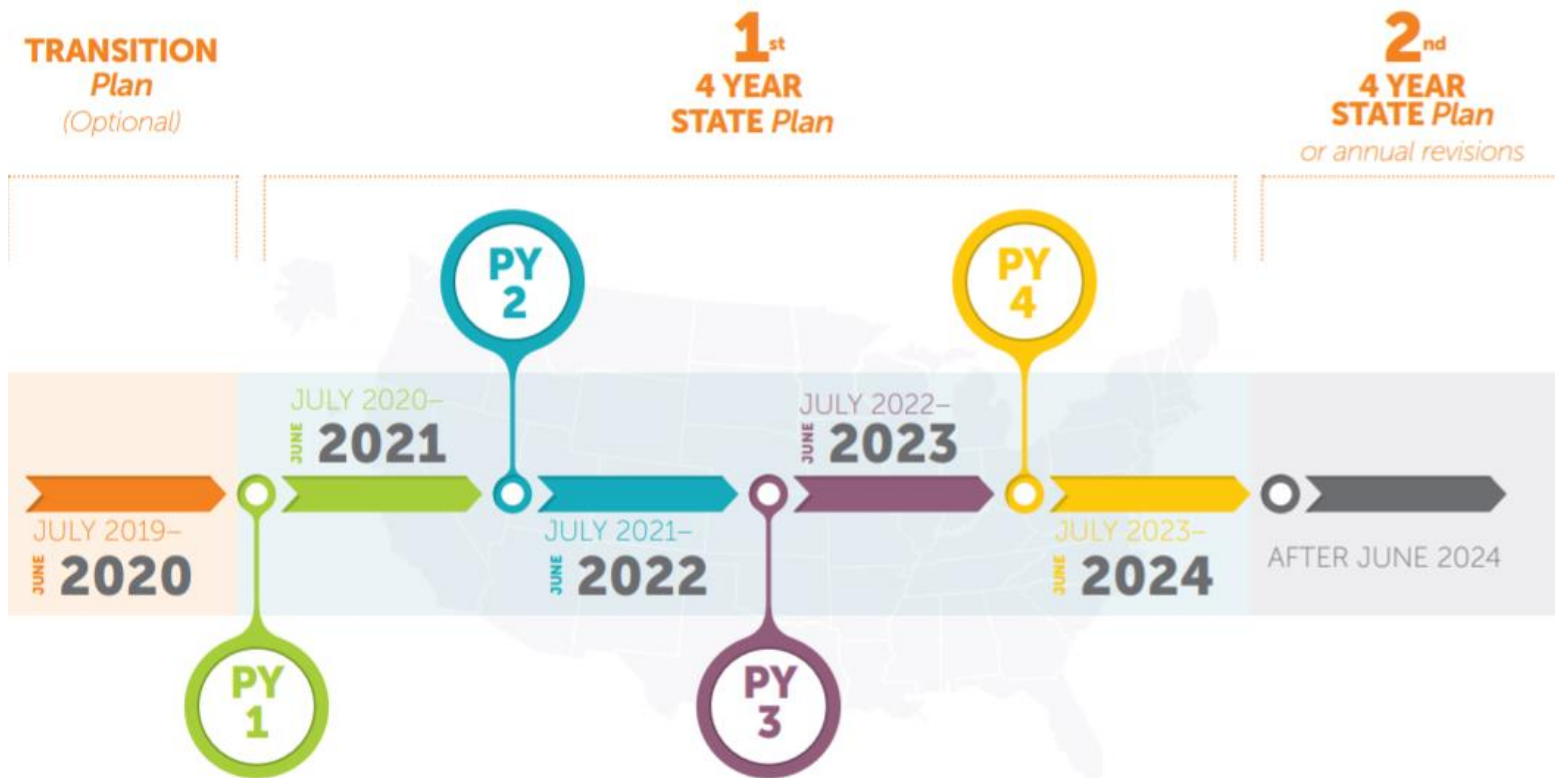 TRANSITION
Plan
(Optional)
1st
4 YEAR
STATE Plan
2nd
4 YEAR
STATE Plan
or annual revisions
PY
2
PY
4
JULY 2020–
JUNE 2021
JULY 2022–
JUNE 2023
JULY 2019–
JUNE 2020
JULY 2021–
JUNE 2022
JULY 2023–
JUNE 2024
AFTER JUNE 2024
PY
1
PY
3